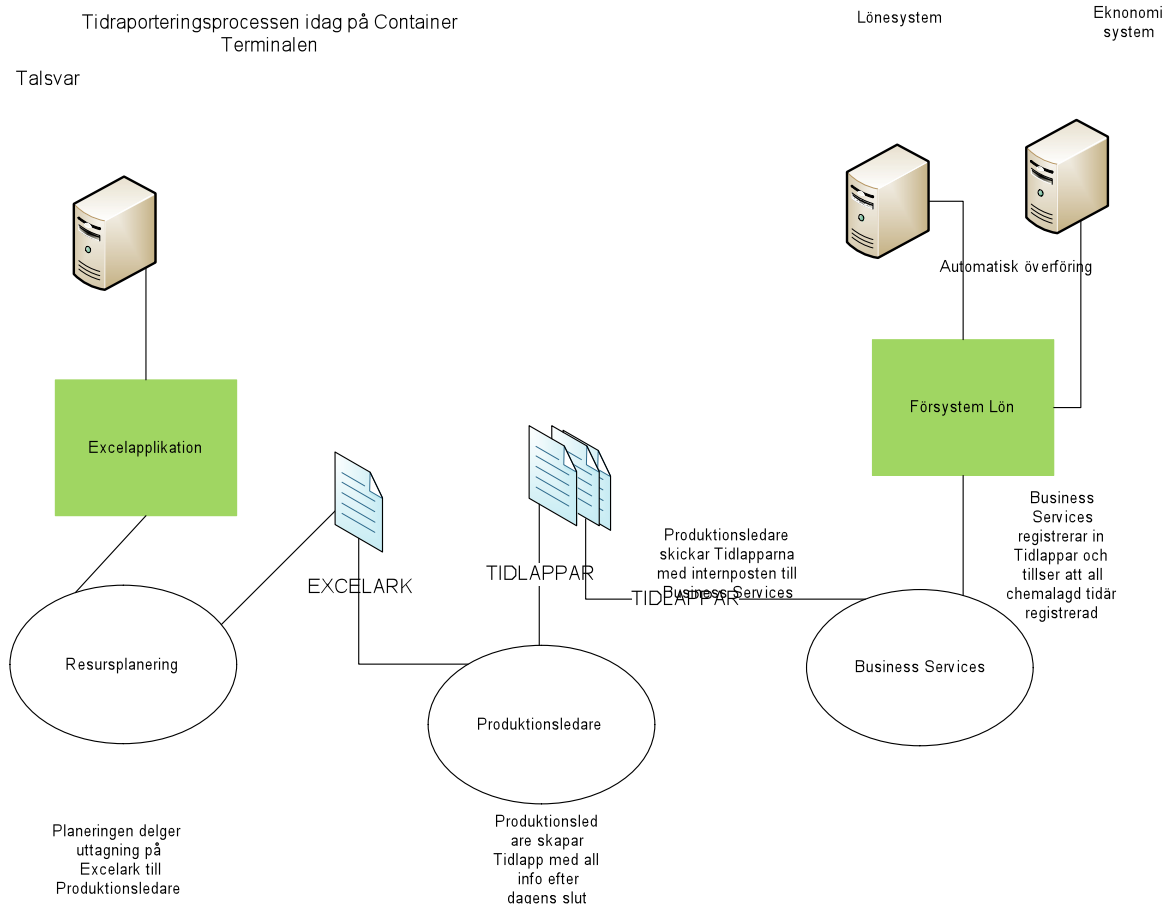 Tidraporteringsprocessen idag på Container
Terminalen
Lönesystem
Eknonomi
system
Talsvar
Automatisk överföring
Excelapplikation
Försystem Lön
EXCELARK
TIDLAPPAR
Produktionsledare
skickar Tidlapparna
med internposten till
Business Services
TIDLAPPAR
Business
Services
registrerar in
Tidlappar och
tillser att all
chemalagd tidär
registrerad
Resursplanering
Produktionsledare
Business Services
Planeringen delger
uttagning på
Excelark till
Produktionsledare
Produktionsled
are skapar
Tidlapp med all
info efter
dagens slut